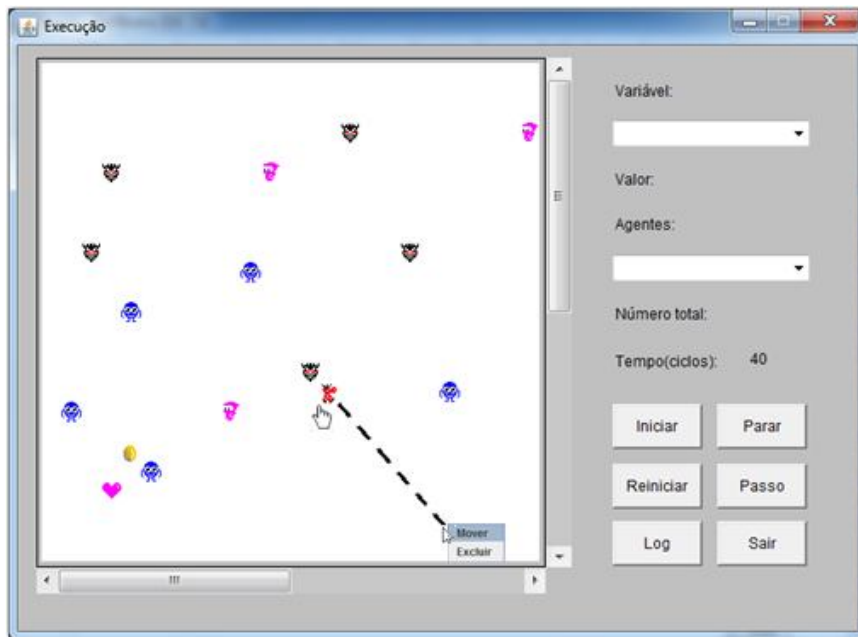 Execução
Variável:
Valor:
Agentes:
Número total:
Tempo(ciclos): 40
Iniciar Parar
Reiniciar Passo
Log Sair
Mover
Excluir